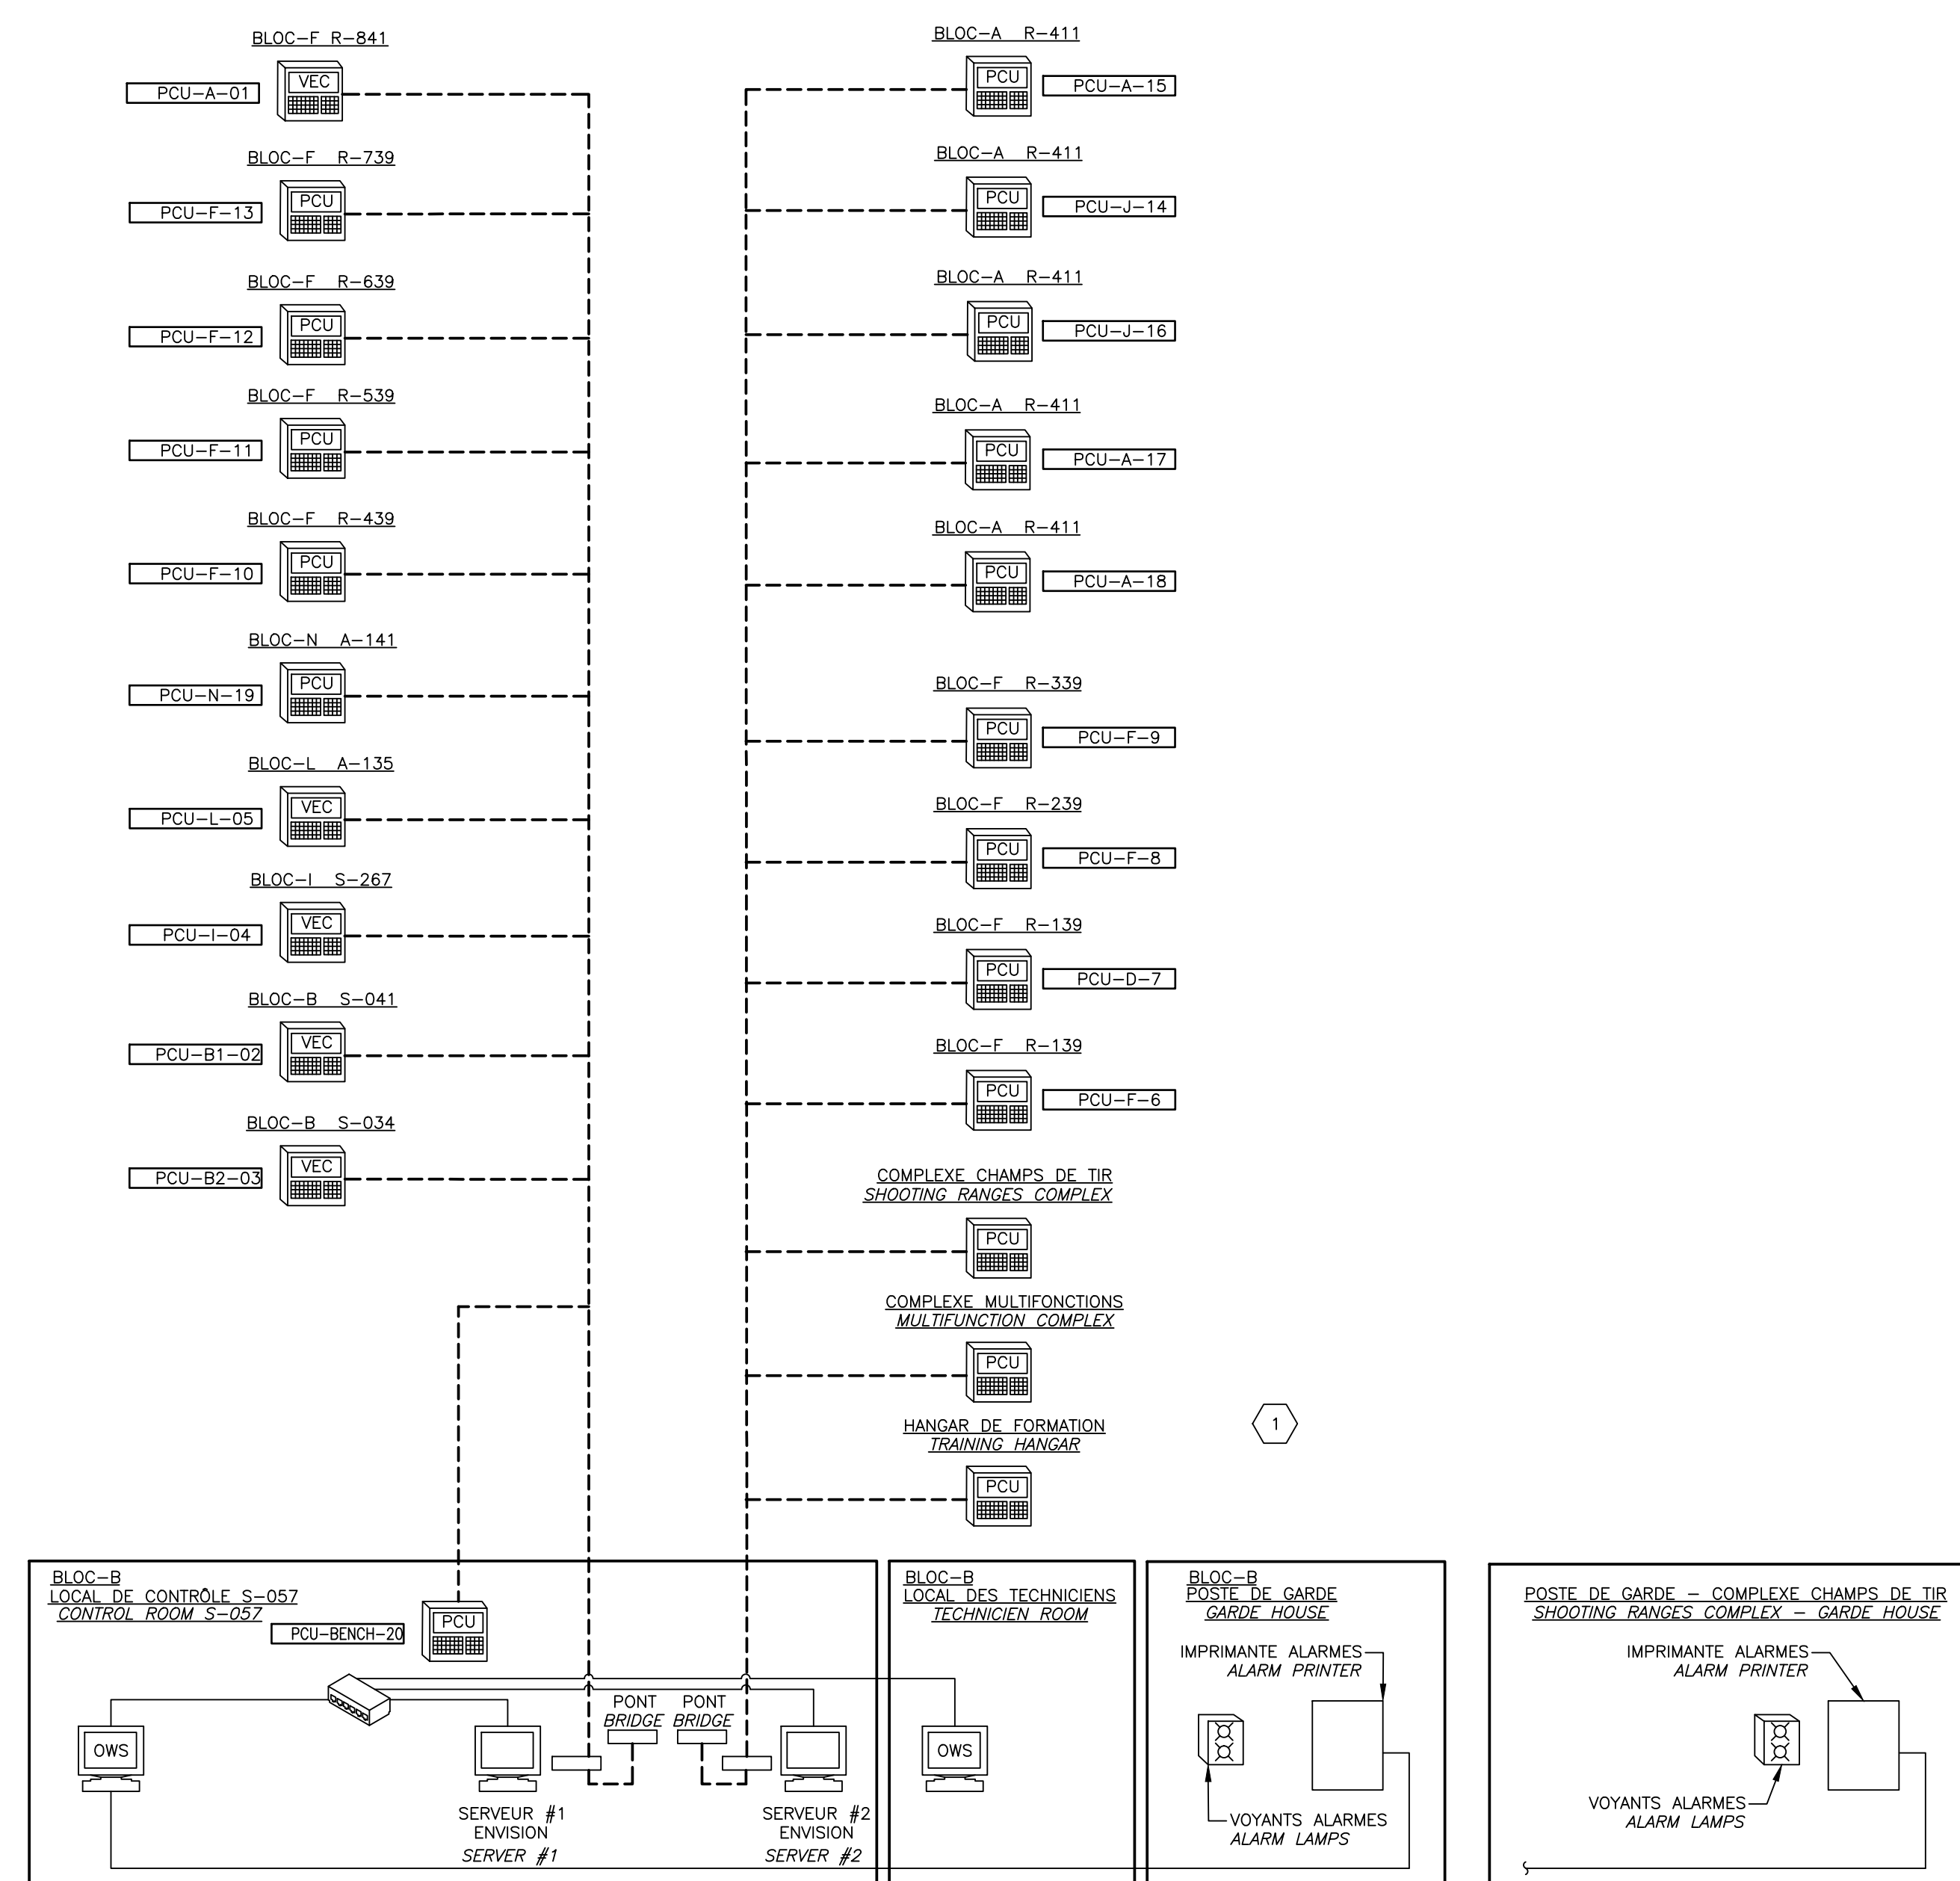 BLOC-F R-841
VEC
PCU-A-01
BLOC-F R-739
PCU
PCU-F-13
BLOC-F R-639
PCU
PCU-F-12
BLOC-F R-539
PCU
PCU-F-11
BLOC-F R-439
PCU
PCU-F-10
BLOC-N A-141
PCU
PCU-N-19
BLOC-L A-135
VEC
PCU-L-05
BLOC-I S-267
VEC
PCU-I-04
BLOC-B S-041
VEC
PCU-B1-02
BLOC-B S-034
VEC
PCU-B2-03
BLOC-A R-411
PCU
PCU-A-15
BLOC-A R-411
PCU
PCU-J-14
BLOC-A R-411
PCU
PCU-J-16
BLOC-A R-411
PCU
PCU-A-17
BLOC-A R-411
PCU
PCU-A-18
BLOC-F R-339
PCU
PCU-F-9
BLOC-F R-239
PCU
PCU-F-8
BLOC-F R-139
PCU
PCU-D-7
BLOC-F R-139
PCU
PCU-F-6
COMPLEXE CHAMPS DE TIR
SHOOTING RANGES COMPLEX
PCU
COMPLEXE MULTIFONCTIONS
MULTIFUNCTION COMPLEX
PCU
HANGAR DE FORMATION
TRAINING HANGAR
PCU
1
BLOC-B
LOCAL DE CONTRÔLE S-057
CONTROL ROOM S-057
PCU-BENCH-20
PCU
OWS
PONT
BRIDGE
PONT
BRIDGE
SERVEUR #1
ENVISION
SERVER #1
SERVEUR #2
ENVISION
SERVER #2
BLOC-B
LOCAL DES TECHNICIENS
TECHNICIEN ROOM
OWS
BLOC-B
POSTE DE GARDE
GARDE HOUSE
IMPRIMANTE ALARMES
ALARM PRINTER
VOYANTS ALARMES
ALARM LAMPS
POSTE DE GARDE - COMPLEXE CHAMPS DE TIR
SHOOTING RANGES COMPLEX - GARDE HOUSE
IMPRIMANTE ALARMES
ALARM PRINTER
VOYANTS ALARMES
ALARM LAMPS